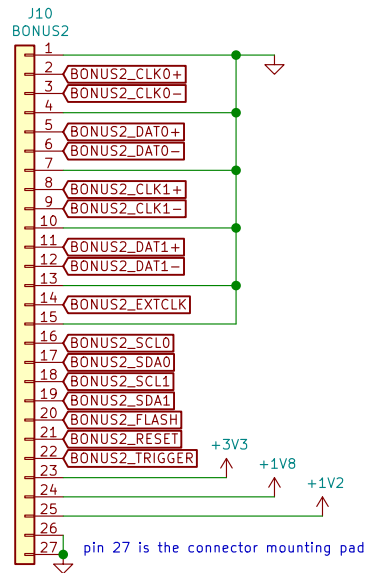 J10
BONUS2
1
2 BONUS2_CLK0+
3 BONUS2_CLK0-
4
5 BONUS2_DAT0+
6 BONUS2_DAT0-
7
8 BONUS2_CLK1+
9 BONUS2_CLK1-
10
11 BONUS2_DAT1+
12 BONUS2_DAT1-
13
14 BONUS2_EXTCLK
15
16 BONUS2_SCL0
17 BONUS2_SDA0
18 BONUS2_SCL1
19 BONUS2_SDA1
20 BONUS2_FLASH
21 BONUS2_RESET
22 BONUS2_TRIGGER
23 +3V3
24 +1V8
25 +1V2
26
27 pin 27 is the connector mounting pad